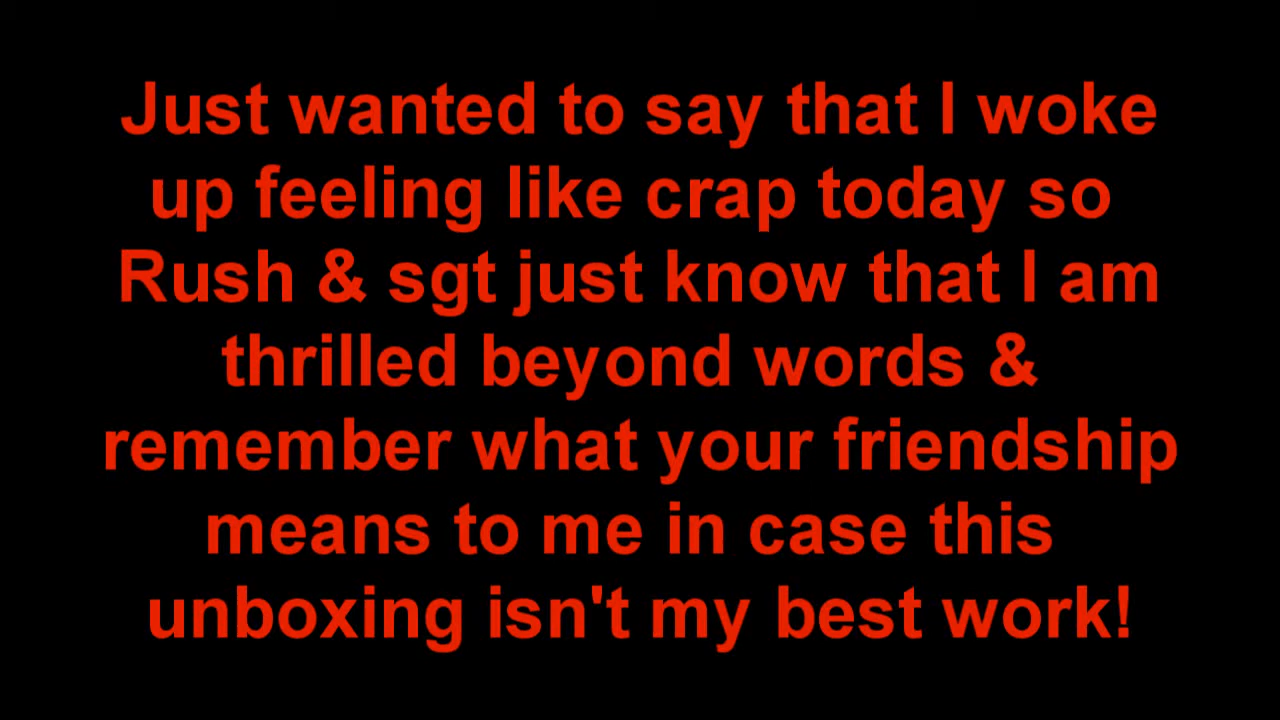 Just wanted to say that I woke
up feeling like crap today so
Rush & sgt just know that I am
thrilled beyond words &
remember what your friendship
means to me in case this
unboxing isn't my best work!